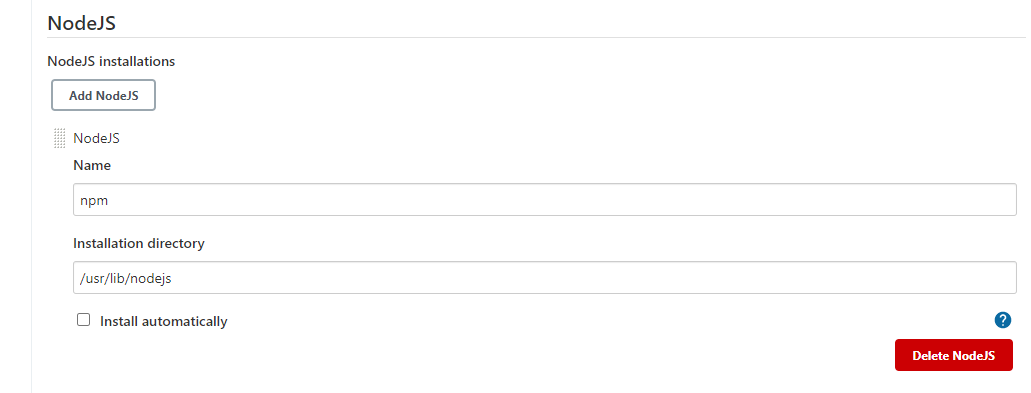 NodeJS
NodeJS installations
Add NodeJS
NodeJS
Name
npm
Installation directory
/usr/lib/nodejs
Install automatically
?
Delete NodeJS